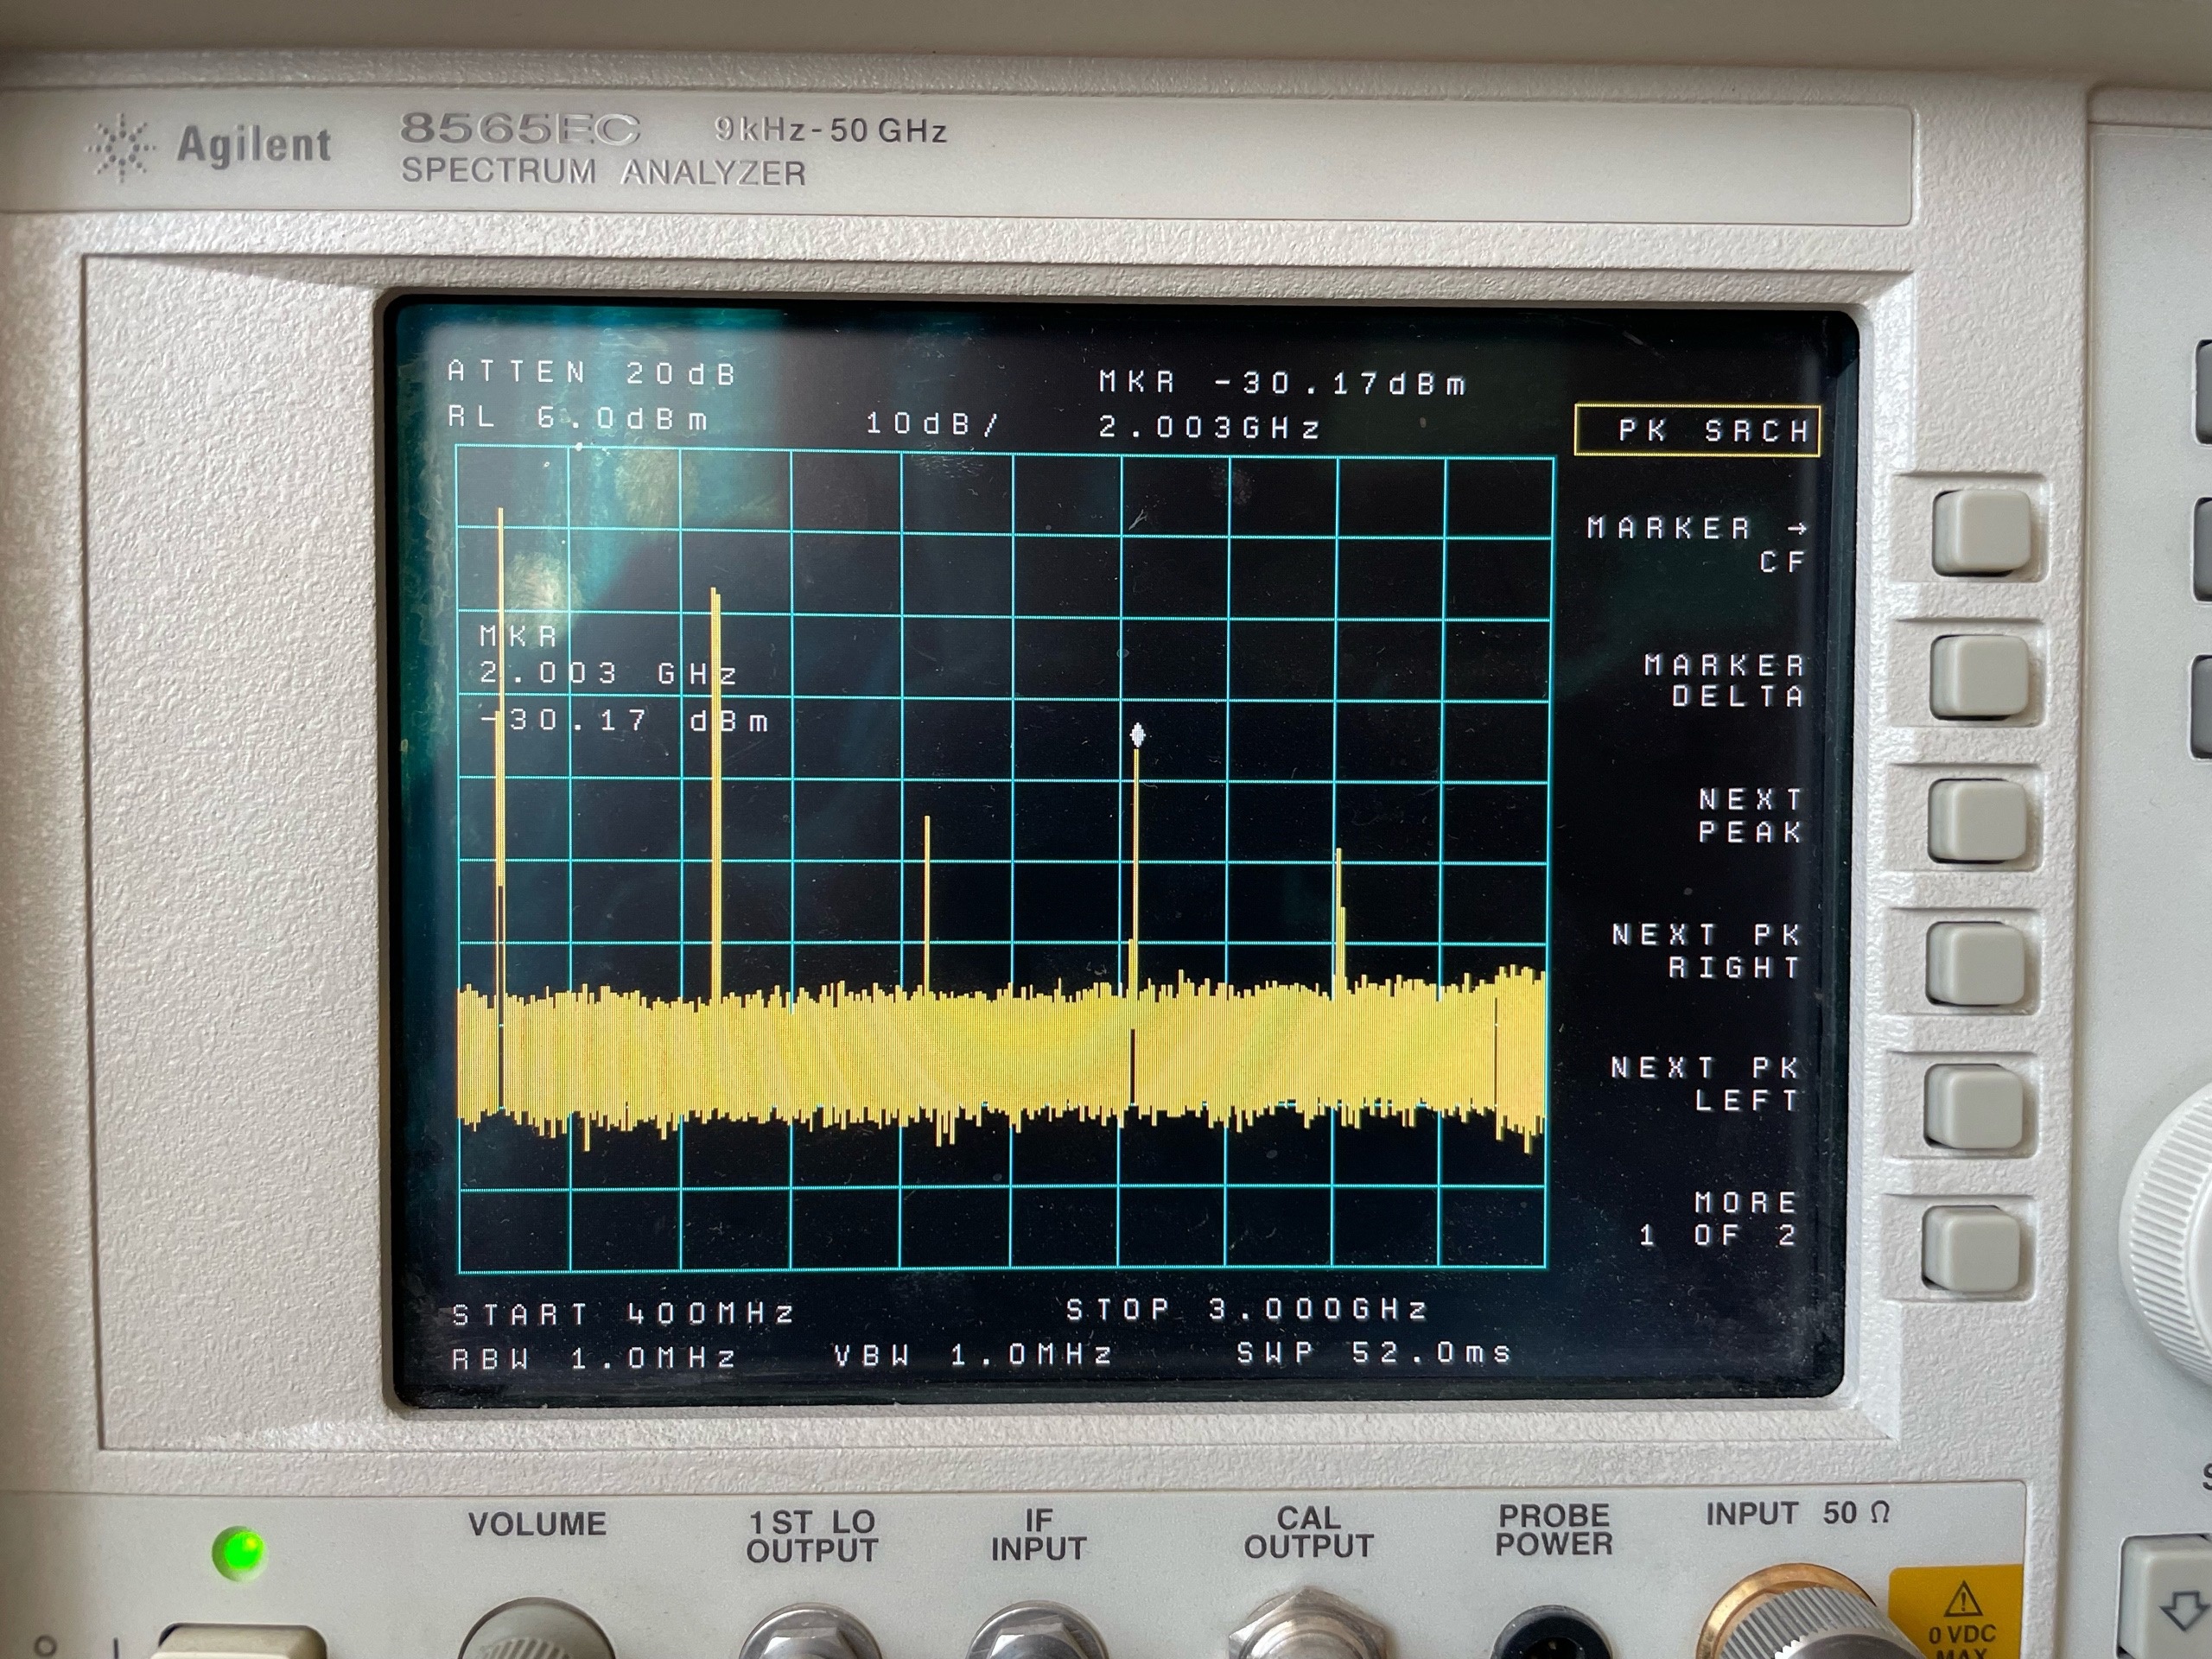 Agilent
8565EC 9kHz-50 GHz
SPECTRUM ANALYZER
ATTEN 20dB
RL 6.0dBm
10dB/
MKR -30.17dBm
2.003GHz
PK SRCH
MARKER →
CF
MARKER
DELTA
NEXT
PEAK
NEXT PK
RIGHT
NEXT PK
LEFT
MORE
1 OF 2
MKR
2.003 GHz
-30.17 dBm
START 400MHz STOP 3.000GHz
RBW 1.0MHz VBW 1.0MHz SWP 52.0ms
VOLUME
1ST LO
OUTPUT
IF
INPUT
CAL
OUTPUT
PROBE
POWER
INPUT 50 Ω
0 VDC
MAX
O I